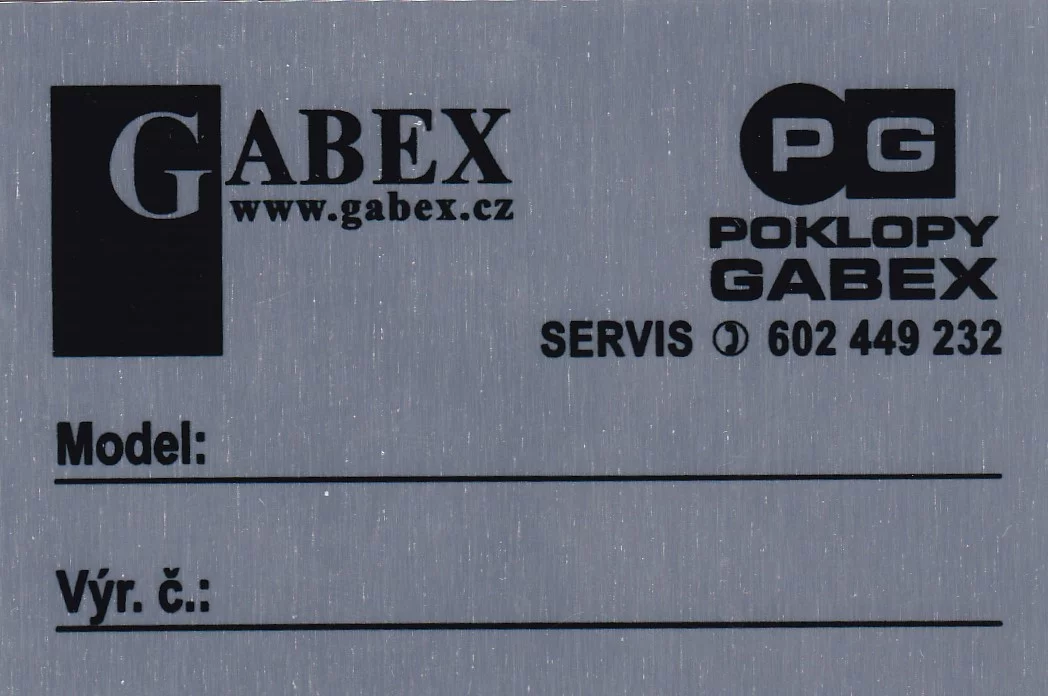 GABEX
www.gabex.cz
PG
POKLOPY
GABEX
SERVIS ✆ 602 449 232
Model:
Výr. č.: